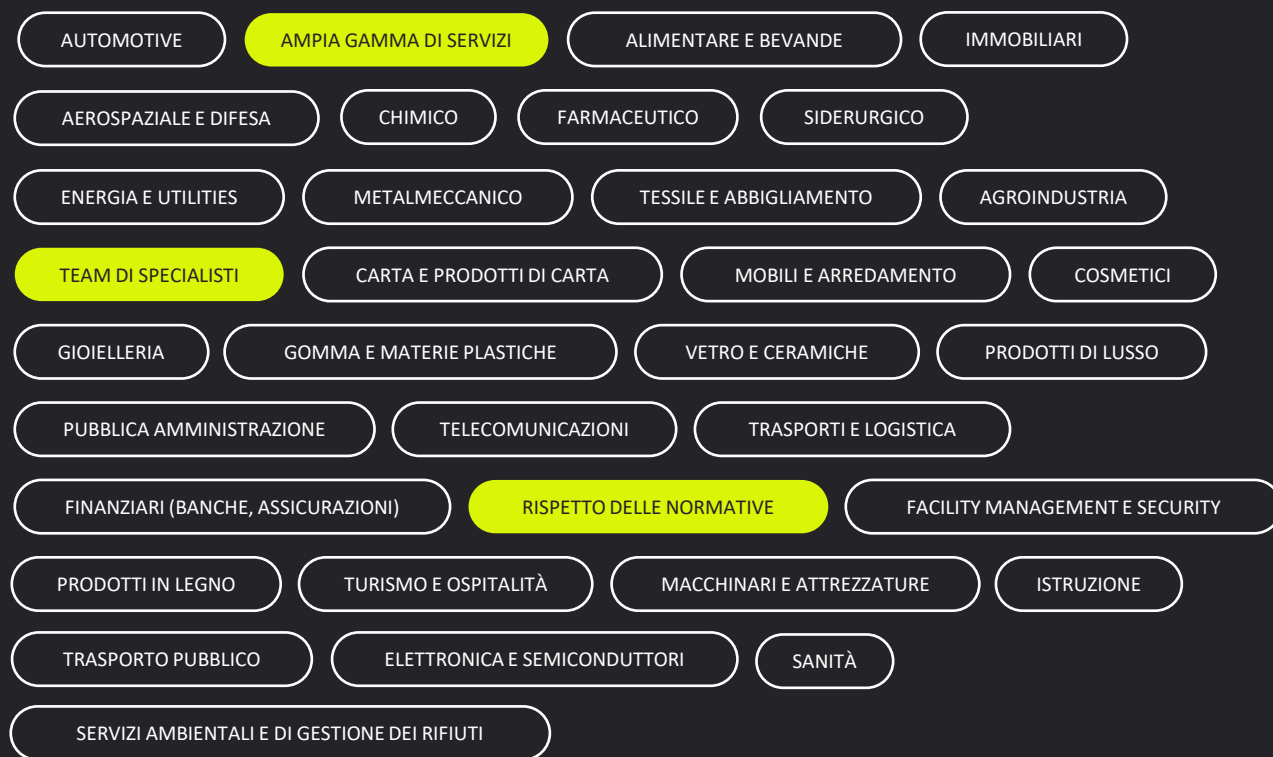 AUTOMOTIVE
AMPIA GAMMA DI SERVIZI
ALIMENTARE E BEVANDE
IMMOBILIARI
AEROSPAZIALE E DIFESA
CHIMICO
FARMACEUTICO
SIDERURGICO
ENERGIA E UTILITIES
METALMECCANICO
TESSILE E ABBIGLIAMENTO
AGROINDUSTRIA
TEAM DI SPECIALISTI
CARTA E PRODOTTI DI CARTA
MOBILI E ARREDAMENTO
COSMETICI
GIOIELLERIA
GOMMA E MATERIE PLASTICHE
VETRO E CERAMICHE
PRODOTTI DI LUSSO
PUBBLICA AMMINISTRAZIONE
TELECOMUNICAZIONI
TRASPORTI E LOGISTICA
FINANZIARI (BANCHE, ASSICURAZIONI)
RISPETTO DELLE NORMATIVE
FACILITY MANAGEMENT E SECURITY
PRODOTTI IN LEGNO
TURISMO E OSPITALITÀ
MACCHINARI E ATTREZZATURE
ISTRUZIONE
TRASPORTO PUBBLICO
ELETTRONICA E SEMICONDUTTORI
SANITÀ
SERVIZI AMBIENTALI E DI GESTIONE DEI RIFIUTI